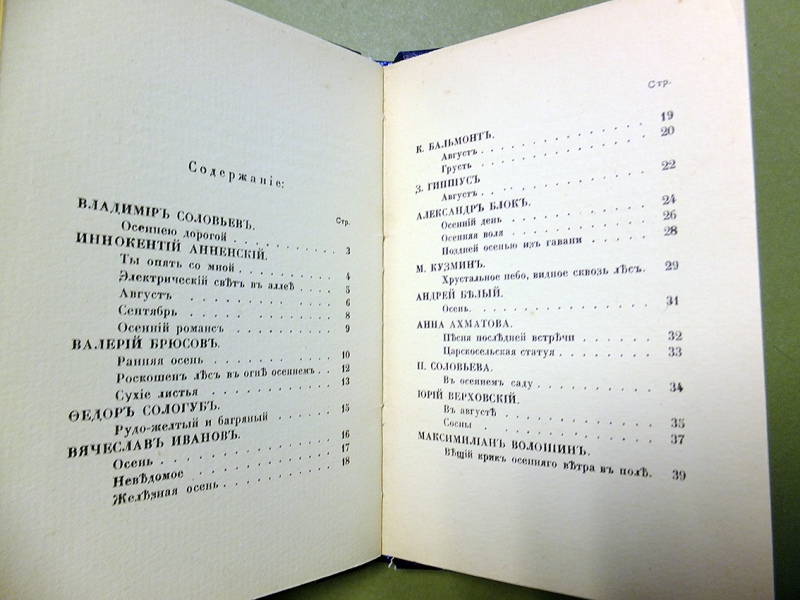 Содержаніе:
Стр.
ВЛАДИМІРЪ СОЛОВЬЕВЪ.
Осеннею дорогой . . . . . . . . 3
ИННОКЕНТІЙ АННЕНСКІЙ.
Ты опять со мной . . . . . . . . 4
Электрическій свѣтъ въ аллеѣ . . . . 5
Августъ . . . . . . . . . . . 6
Сентябрь . . . . . . . . . . . 8
Осенній романсъ . . . . . . . . 9
ВАЛЕРІЙ БРЮСОВЪ.
Ранняя осень . . . . . . . . . 10
Роскошенъ лѣсъ въ огнѣ осеннемъ . . 12
Сухіе листья . . . . . . . . . 13
ѲЕДОРЪ СОЛОГУБЪ.
Рудо-желтый и багряный . . . . . 15
ВЯЧЕСЛАВЪ ИВАНОВЪ.
Осень . . . . . . . . . . . . 16
Невѣдомое . . . . . . . . . . 17
Желѣзная осень . . . . . . . . 18
Стр.
К. БАЛЬМОНТЪ.
Августъ . . . . . . . . . . . 19
Грусть . . . . . . . . . . . 20
З. ГИППІУСЪ
Августъ . . . . . . . . . . . 22
АЛЕКСАНДРЪ БЛОКЪ.
Осенній день . . . . . . . . . 24
Осенняя воля . . . . . . . . . 26
Поздней осенью изъ гавани . . . . 28
М. КУЗМИНЪ.
Хрустальное небо, видное сквозь лѣсъ. 29
АНДРЕЙ БѢЛЫЙ.
Осень. . . . . . . . . . . . 31
АННА АХМАТОВА.
Пѣсня послѣдней встрѣчи . . . . . 32
Царскосельская статуя . . . . . . 33
П. СОЛОВЬЕВА.
Въ осеннемъ саду . . . . . . . . 34
ЮРІЙ ВЕРХОВСКІЙ.
Въ августѣ . . . . . . . . . . 35
Сосны . . . . . . . . . . . . 37
МАКСИМИЛІАНЪ ВОЛОШИНЪ.
Вѣщій крикъ осенняго вѣтра въ полѣ. 39